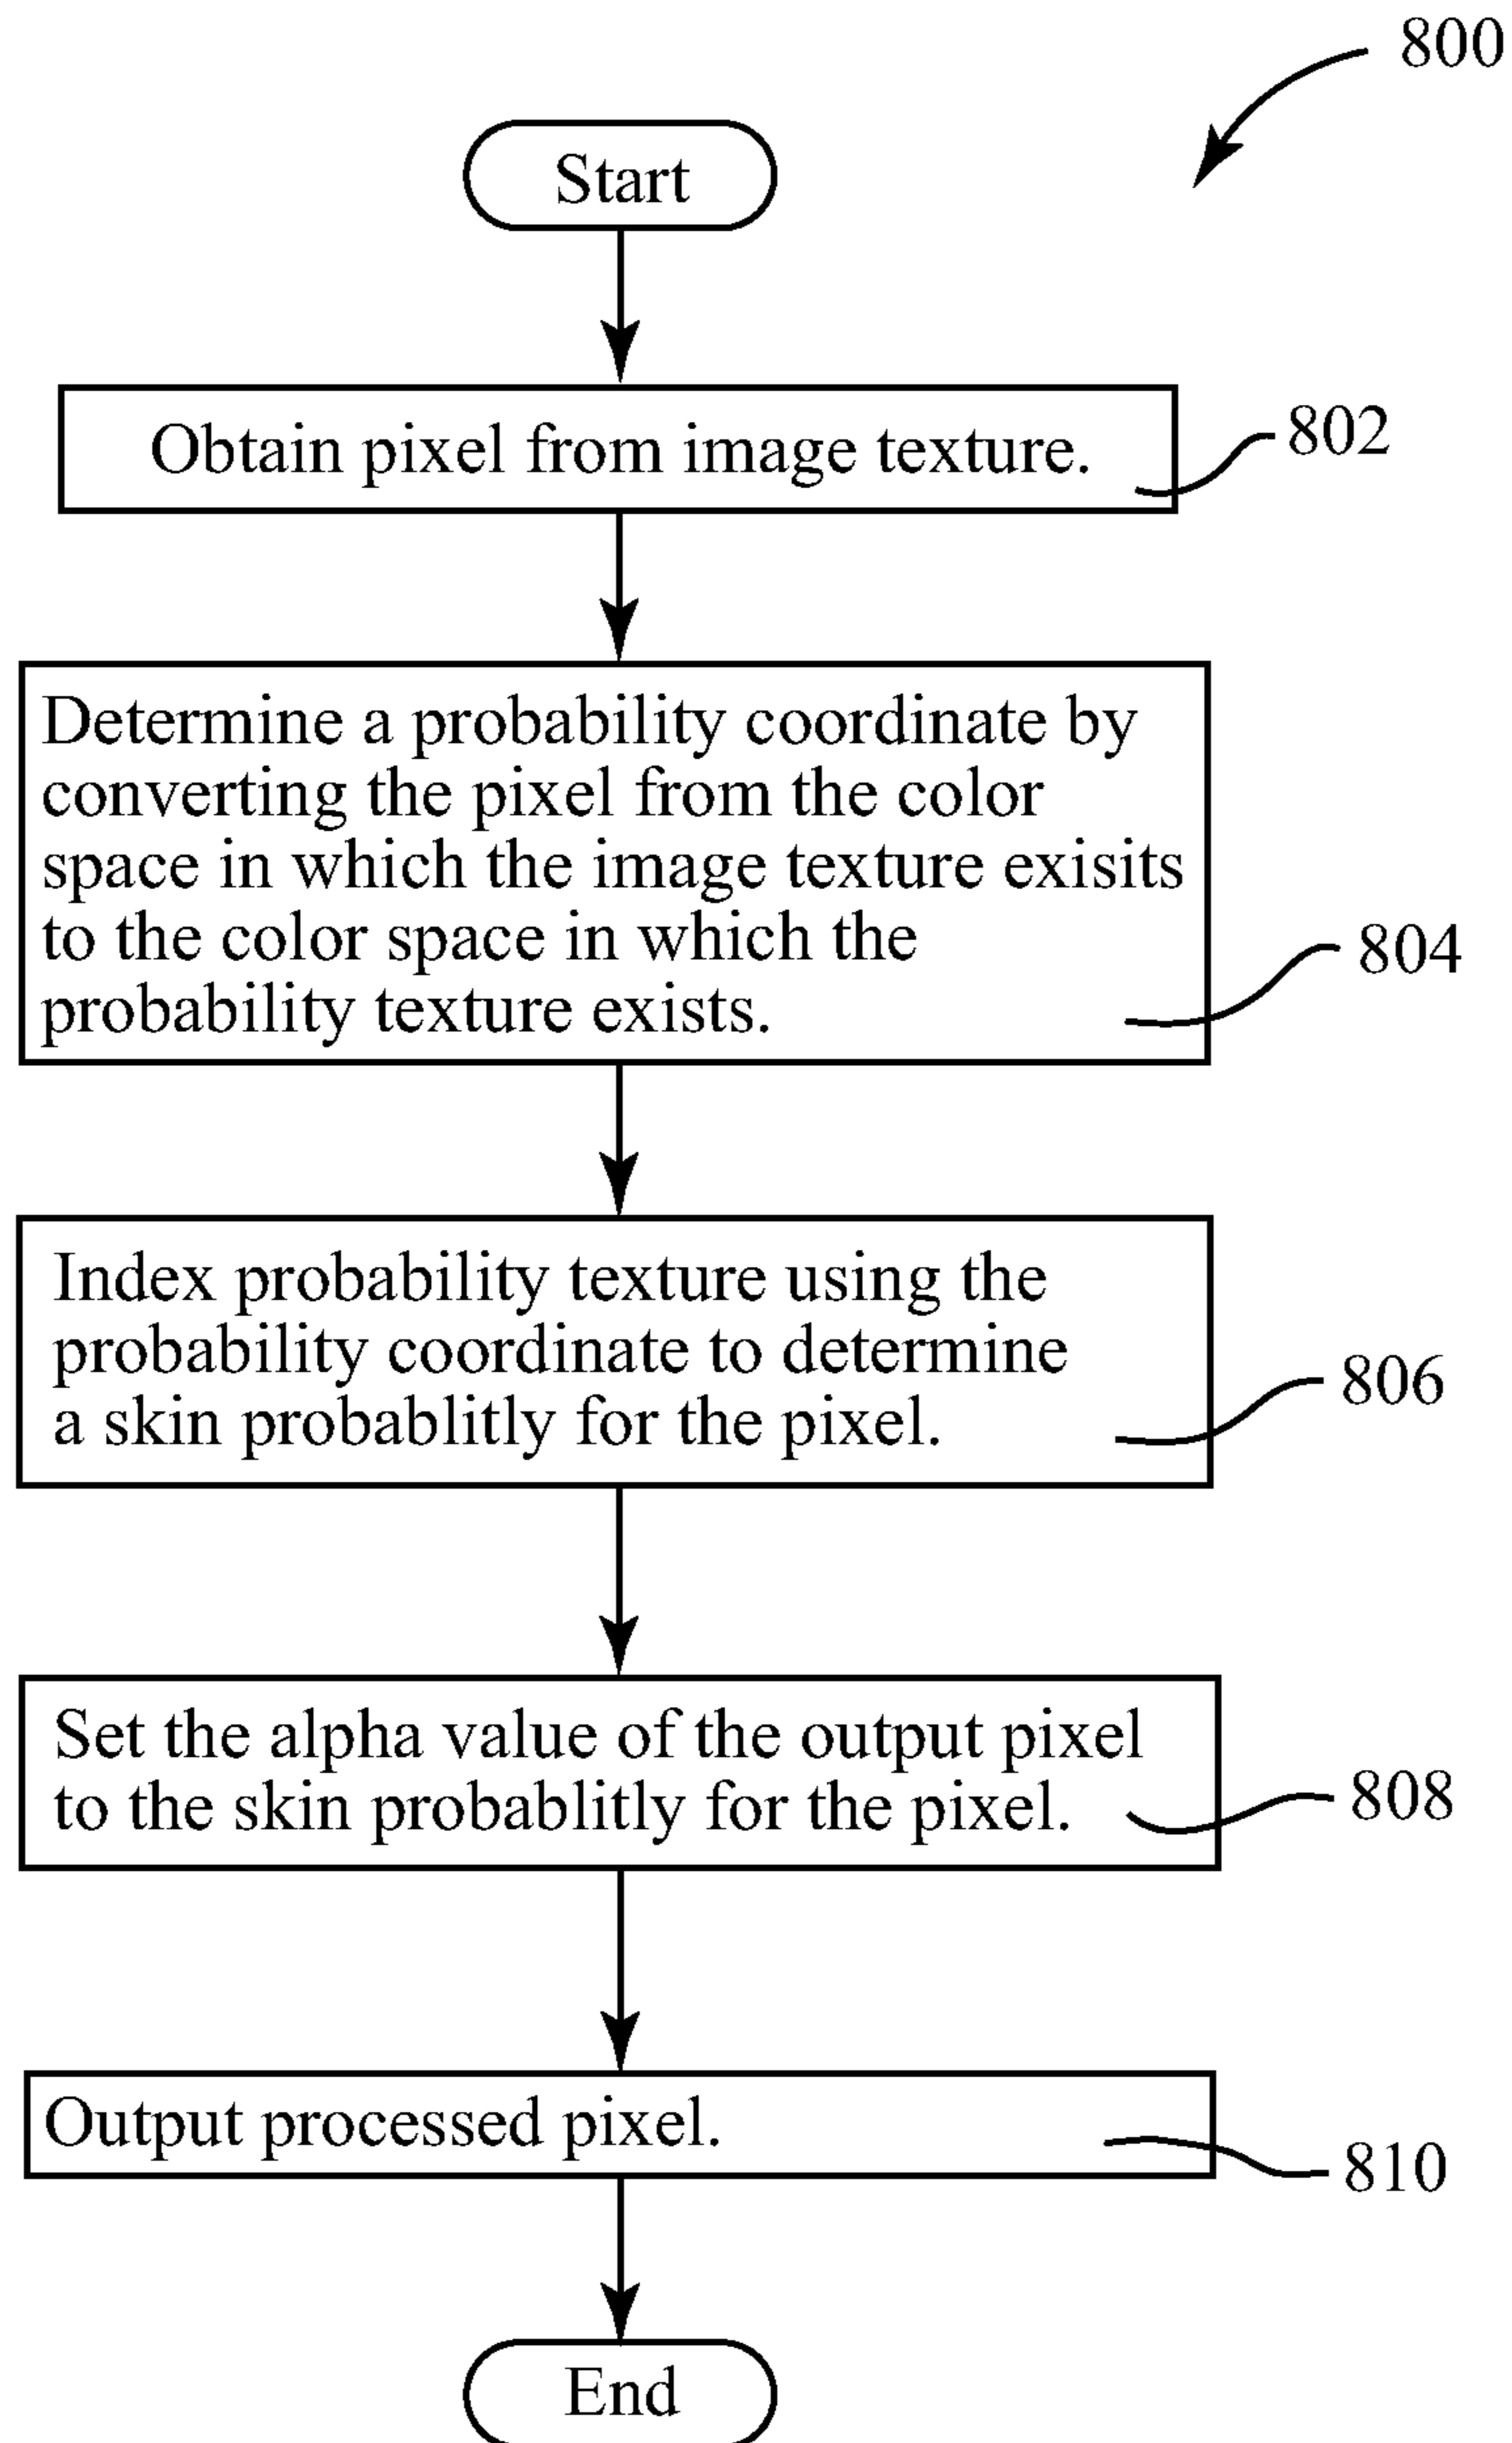 800
Start
Obtain pixel from image texture.
802
Determine a probability coordinate by
converting the pixel from the color
space in which the image texture exisits
to the color space in which the
probability texture exists.
804
Index probability texture using the
probability coordinate to determine
a skin probablitly for the pixel.
806
Set the alpha value of the output pixel
to the skin probablitly for the pixel.
808
Output processed pixel.
810
End